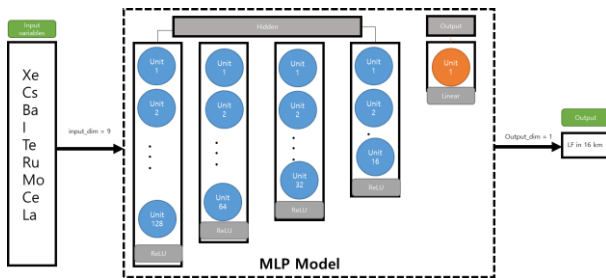 Input
variables
Xe
Cs
Ba
I
Te
Ru
Mo
Ce
La
input_dim = 9
Hidden
Unit
1
Unit
2
Unit
128
ReLU
Unit
1
Unit
2
Unit
64
ReLU
Unit
1
Unit
2
Unit
32
ReLU
Unit
1
Unit
2
Unit
16
ReLU
Output
Unit
1
Linear
MLP Model
Output_dim = 1
Output
LF in 16 km